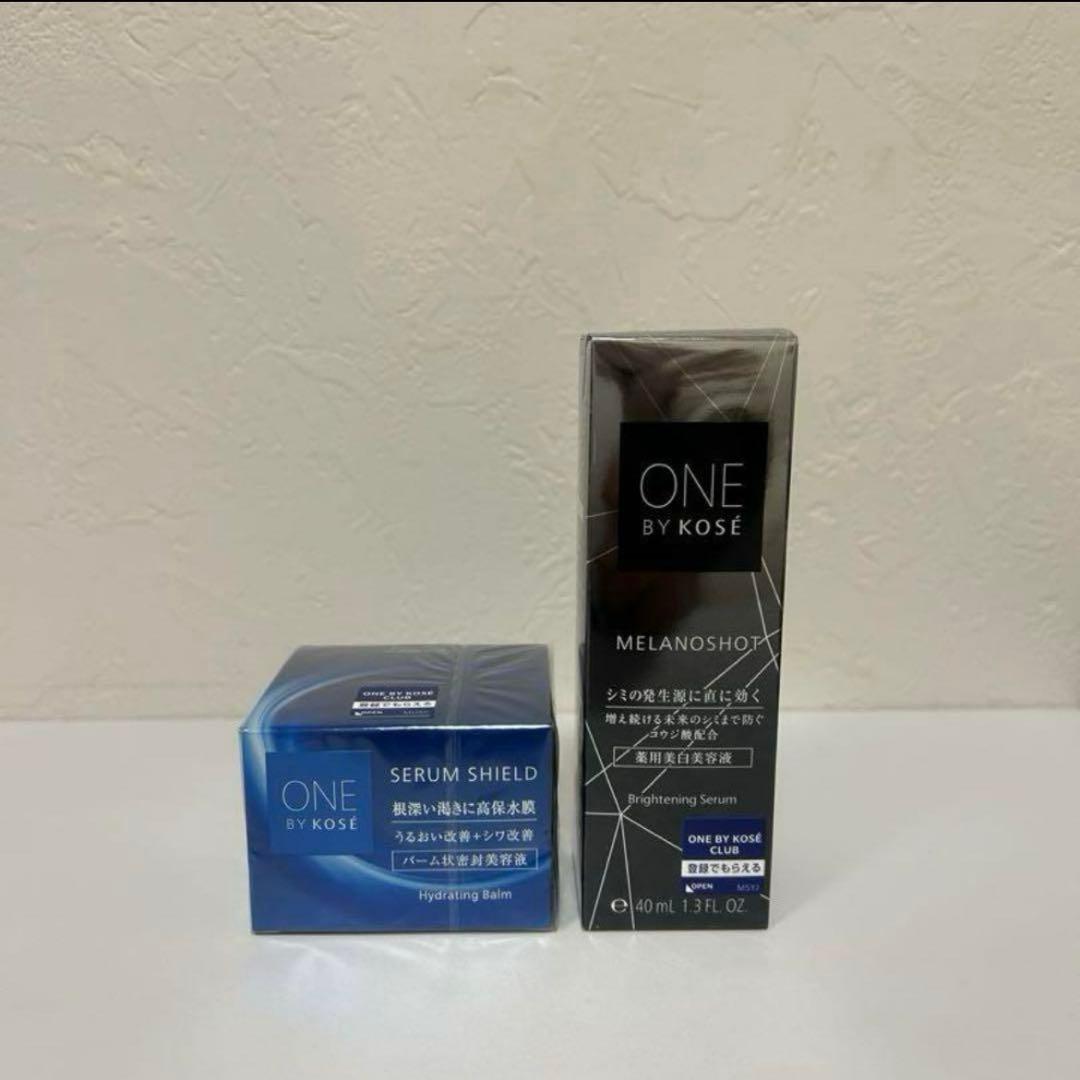 ONE BY KOSÉ
CLUB
登録でもらえる
OPEN
ONE
BY KOSÉ
SERUM SHIELD
根深い渇きに高保水膜
うるおい改善+シワ改善
バーム状密封美容液
Hydrating Balm
ONE
BY KOSÉ
MELANOSHOT
シミの発生源に直に効く
増え続ける未来のシミまで防ぐ
コウジ酸配合
薬用美白美容液
Brightening Serum
ONE BY KOSÉ
CLUB
登録でもらえる
OPEN
℮ 40 mL 1.3 FL. OZ.